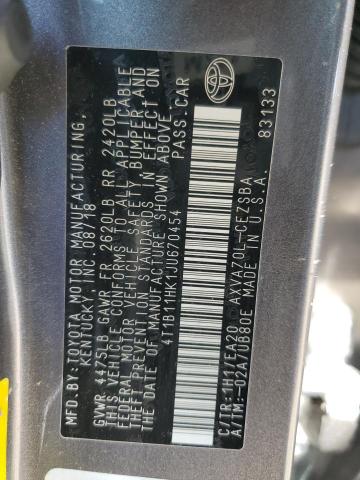 MFD. BY: TOYOTA MOTOR MANUFACTURING,
KENTUCKY, INC. 08/18
GVWR 4475LB GAWR FR 2620LB RR 2420LB
THIS VEHICLE CONFORMS TO ALL APPLICABLE
FEDERAL MOTOR VEHICLE SAFETY, BUMPER AND
THEFT PREVENTION STANDARDS IN EFFECT ON
THE DATE OF MANUFACTURE SHOWN ABOVE.
4T1B11HK1JU670454 PASS.CAR
C/TR: 1H1/EA20 AXVA70L-CEZSBA
A/TM: -02A/UB80E MADE IN U.S.A.
83133